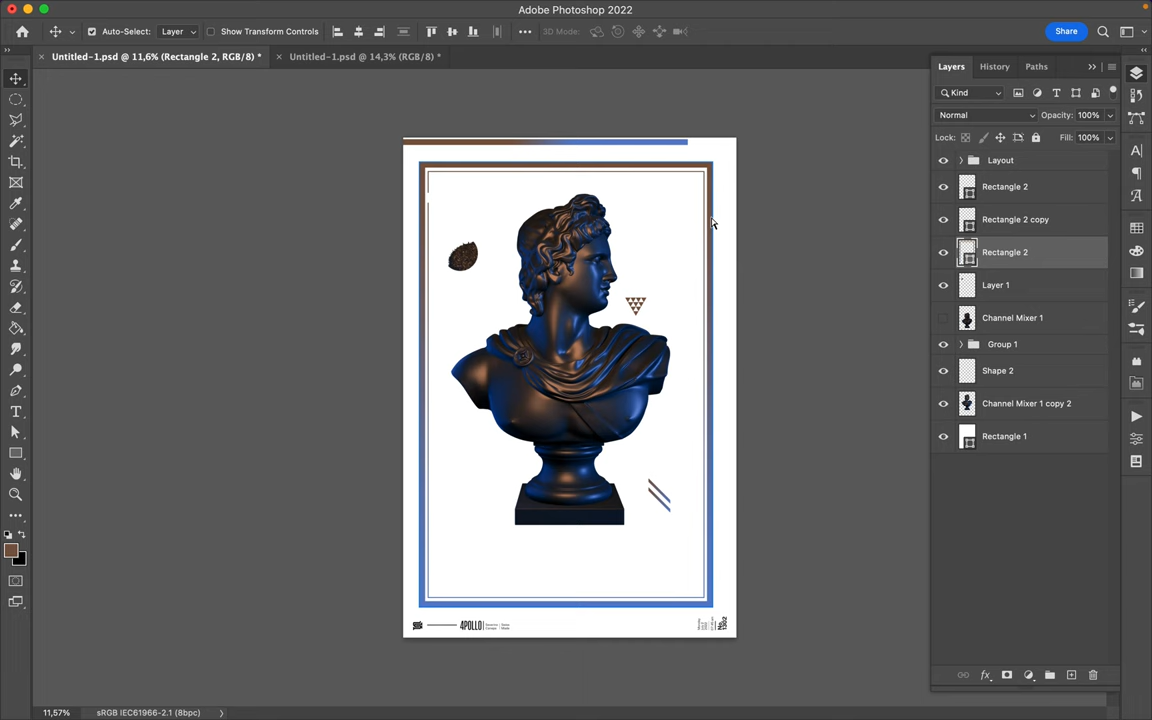 Adobe Photoshop 2022
Auto-Select: Layer Show Transform Controls 3D Mode: Share
Untitled-1.psd @ 11,6% (Rectangle 2, RGB/8) * Untitled-1.psd @ 14,3% (RGB/8) *
Layers History Paths
Kind
Normal Opacity: 100%
Lock: Fill: 100%
Layout
Rectangle 2
Rectangle 2 copy
Rectangle 2
Layer 1
Channel Mixer 1
Group 1
Shape 2
Channel Mixer 1 copy 2
Rectangle 1
4POLLO
No. 1302
11,57% sRGB IEC61966-2.1 (8bpc)